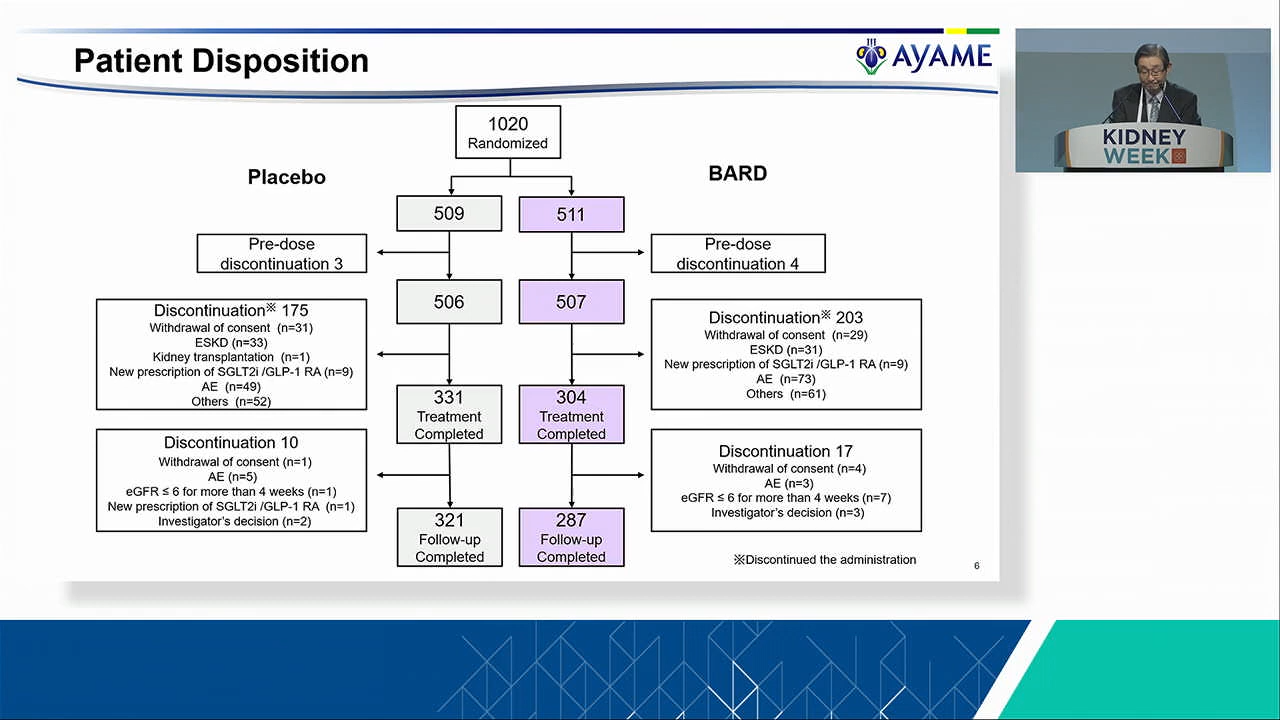 Patient Disposition
AYAME
KIDNEY
WEEK
1020
Randomized
Placebo
BARD
509
511
Pre-dose
discontinuation 3
Pre-dose
discontinuation 4
506
507
Discontinuation※ 175
Withdrawal of consent (n=31)
ESKD (n=33)
Kidney transplantation (n=1)
New prescription of SGLT2i /GLP-1 RA (n=9)
AE (n=49)
Others (n=52)
Discontinuation※ 203
Withdrawal of consent (n=29)
ESKD (n=31)
New prescription of SGLT2i /GLP-1 RA (n=9)
AE (n=73)
Others (n=61)
331
Treatment
Completed
304
Treatment
Completed
Discontinuation 10
Withdrawal of consent (n=1)
AE (n=5)
eGFR ≤ 6 for more than 4 weeks (n=1)
New prescription of SGLT2i /GLP-1 RA (n=1)
Investigator's decision (n=2)
Discontinuation 17
Withdrawal of consent (n=4)
AE (n=3)
eGFR ≤ 6 for more than 4 weeks (n=7)
Investigator's decision (n=3)
321
Follow-up
Completed
287
Follow-up
Completed
※Discontinued the administration
6